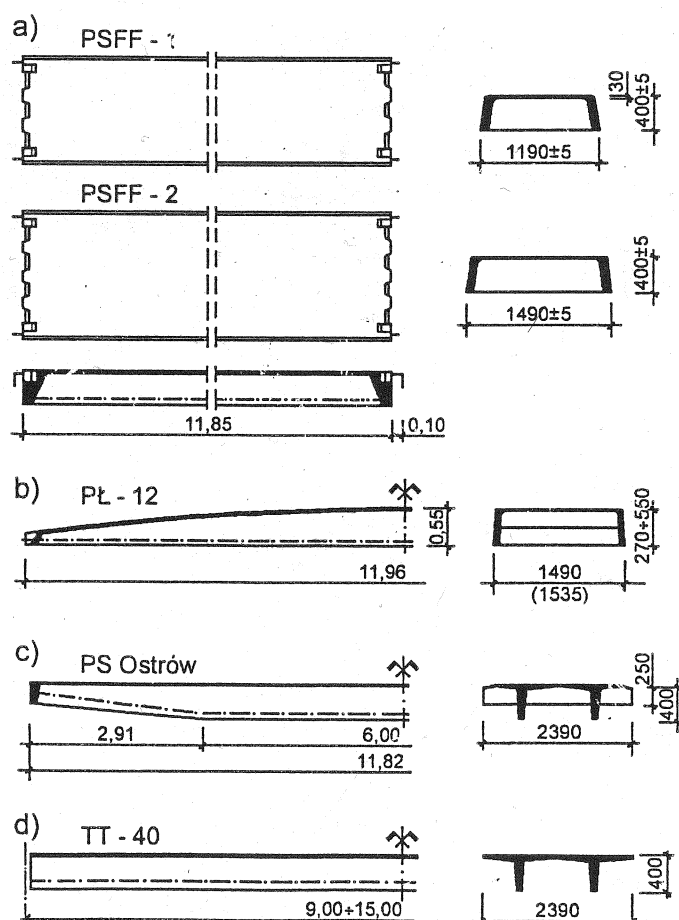 a)
PSFF - 1
30
400±5
1190±5
PSFF - 2
400±5
1490±5
11,85
0,10
b)
PŁ - 12
0,55
270÷550
11,96
1490
(1535)
c)
PS Ostrów
250
400
2,91
6,00
2390
11,82
d)
TT - 40
400
9,00÷15,00
2390